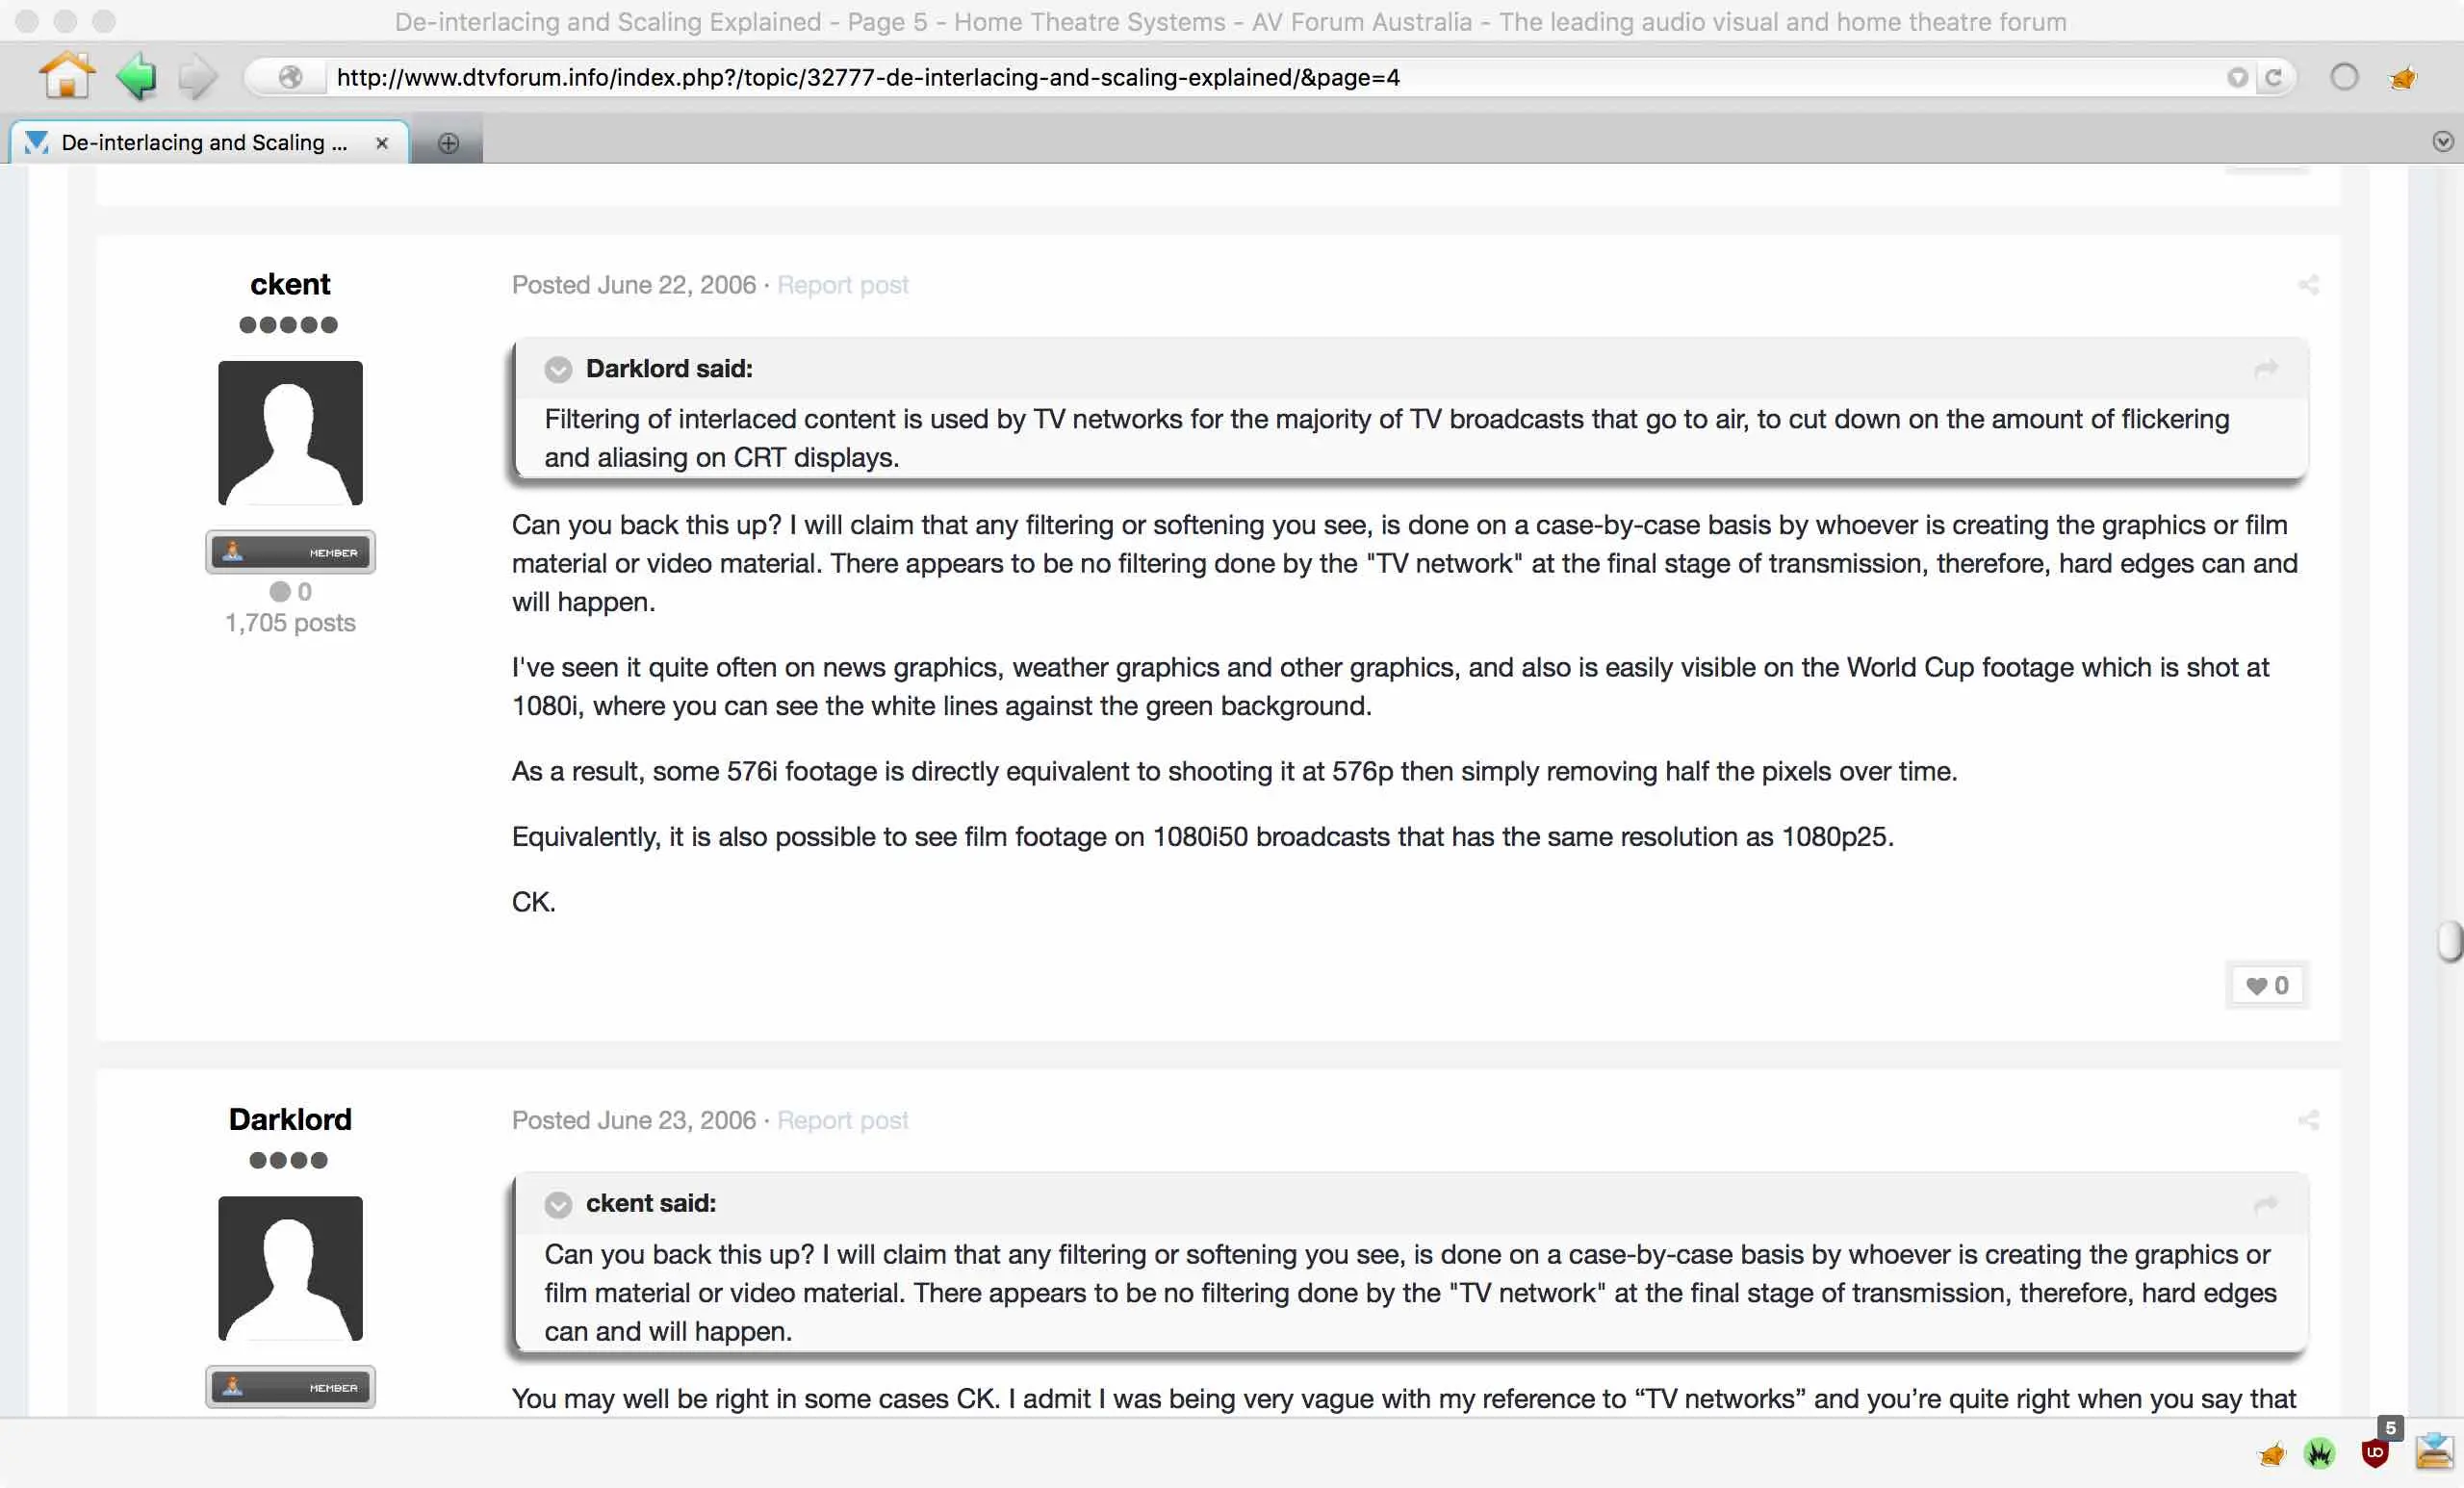 De-interlacing and Scaling Explained - Page 5 - Home Theatre Systems - AV Forum Australia - The leading audio visual and home theatre forum
http://www.dtvforum.info/index.php?/topic/32777-de-interlacing-and-scaling-explained/&page=4
De-interlacing and Scaling ...
ckent
Posted June 22, 2006 · Report post
Darklord said:
Filtering of interlaced content is used by TV networks for the majority of TV broadcasts that go to air, to cut down on the amount of flickering
and aliasing on CRT displays.
MEMBER
0
1,705 posts
Can you back this up? I will claim that any filtering or softening you see, is done on a case-by-case basis by whoever is creating the graphics or film
material or video material. There appears to be no filtering done by the "TV network" at the final stage of transmission, therefore, hard edges can and
will happen.
I've seen it quite often on news graphics, weather graphics and other graphics, and also is easily visible on the World Cup footage which is shot at
1080i, where you can see the white lines against the green background.
As a result, some 576i footage is directly equivalent to shooting it at 576p then simply removing half the pixels over time.
Equivalently, it is also possible to see film footage on 1080i50 broadcasts that has the same resolution as 1080p25.
CK.
0
Darklord
Posted June 23, 2006 · Report post
ckent said:
Can you back this up? I will claim that any filtering or softening you see, is done on a case-by-case basis by whoever is creating the graphics or
film material or video material. There appears to be no filtering done by the "TV network" at the final stage of transmission, therefore, hard edges
can and will happen.
MEMBER
You may well be right in some cases CK. I admit I was being very vague with my reference to “TV networks” and you’re quite right when you say that
5
UO